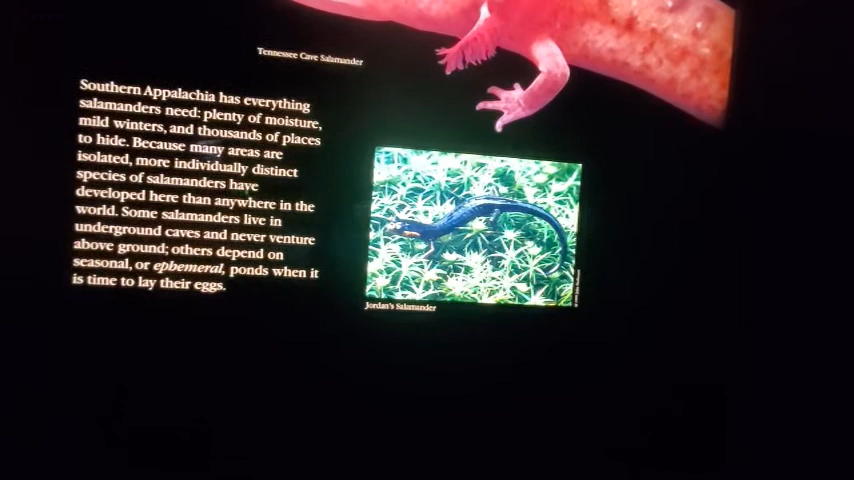 Tennessee Cave Salamander
Southern Appalachia has everything
salamanders need: plenty of moisture,
mild winters, and thousands of places
to hide. Because many areas are
isolated, more individually distinct
species of salamanders have
developed here than anywhere in the
world. Some salamanders live in
underground caves and never venture
above ground; others depend on
seasonal, or ephemeral, ponds when it
is time to lay their eggs.
Jordan's Salamander